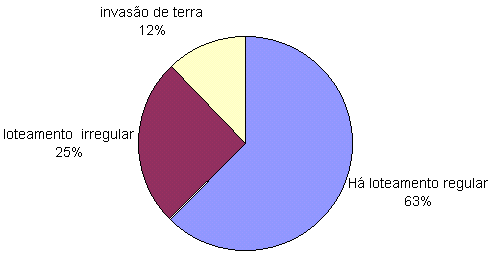 invasão de terra
12%
loteamento irregular
25%
Há loteamento regular
63%